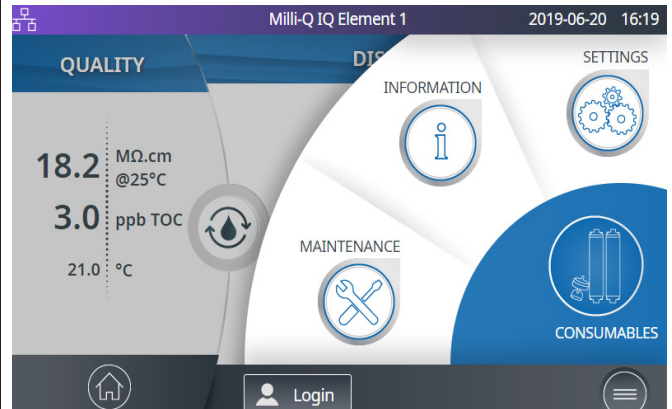 Milli-Q IQ Element 1
2019-06-20 16:19
QUALITY
SETTINGS
INFORMATION
18.2 MΩ.cm
@25°C
3.0 ppb TOC
21.0 °C
MAINTENANCE
CONSUMABLES
Login